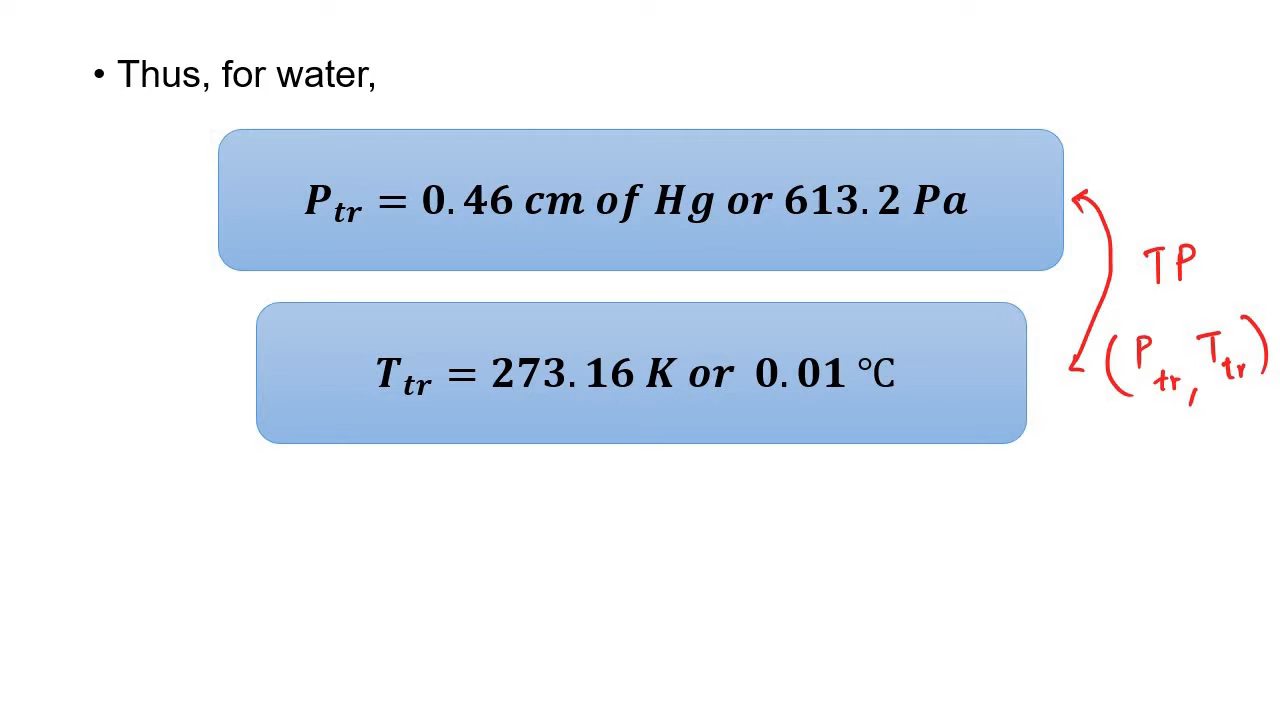 • Thus, for water,
P_tr = 0.46 cm of Hg or 613.2 Pa
TP
T_tr = 273.16 K or 0.01 ℃
(P_tr, T_tr)